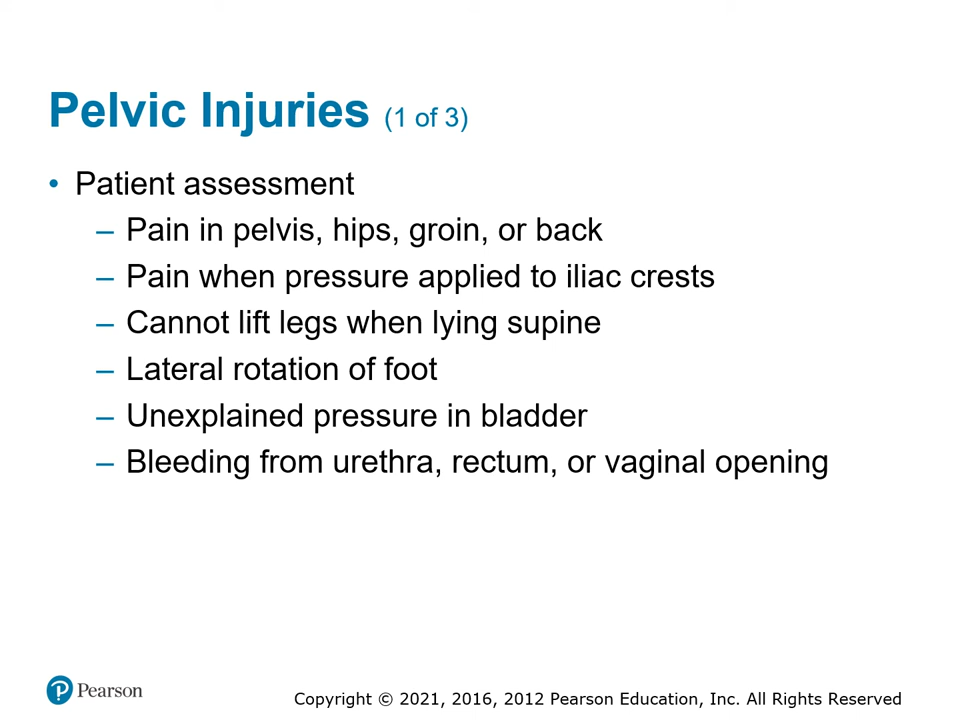 Pelvic Injuries (1 of 3)
• Patient assessment
– Pain in pelvis, hips, groin, or back
– Pain when pressure applied to iliac crests
– Cannot lift legs when lying supine
– Lateral rotation of foot
– Unexplained pressure in bladder
– Bleeding from urethra, rectum, or vaginal opening
P Pearson
Copyright © 2021, 2016, 2012 Pearson Education, Inc. All Rights Reserved